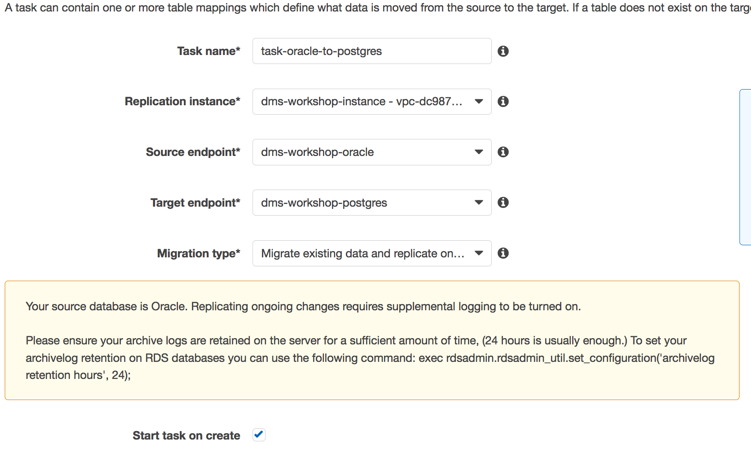 A task can contain one or more table mappings which define what data is moved from the source to the target. If a table does not exist on the
Task name*
task-oracle-to-postgres
Replication instance*
dms-workshop-instance - vpc-dc987...
Source endpoint*
dms-workshop-oracle
Target endpoint*
dms-workshop-postgres
Migration type*
Migrate existing data and replicate on...
Your source database is Oracle. Replicating ongoing changes requires supplemental logging to be turned on.
Please ensure your archive logs are retained on the server for a sufficient amount of time, (24 hours is usually enough.) To set your
archivelog retention on RDS databases you can use the following command: exec rdsadmin.rdsadmin_util.set_configuration('archivelog
retention hours', 24);
Start task on create